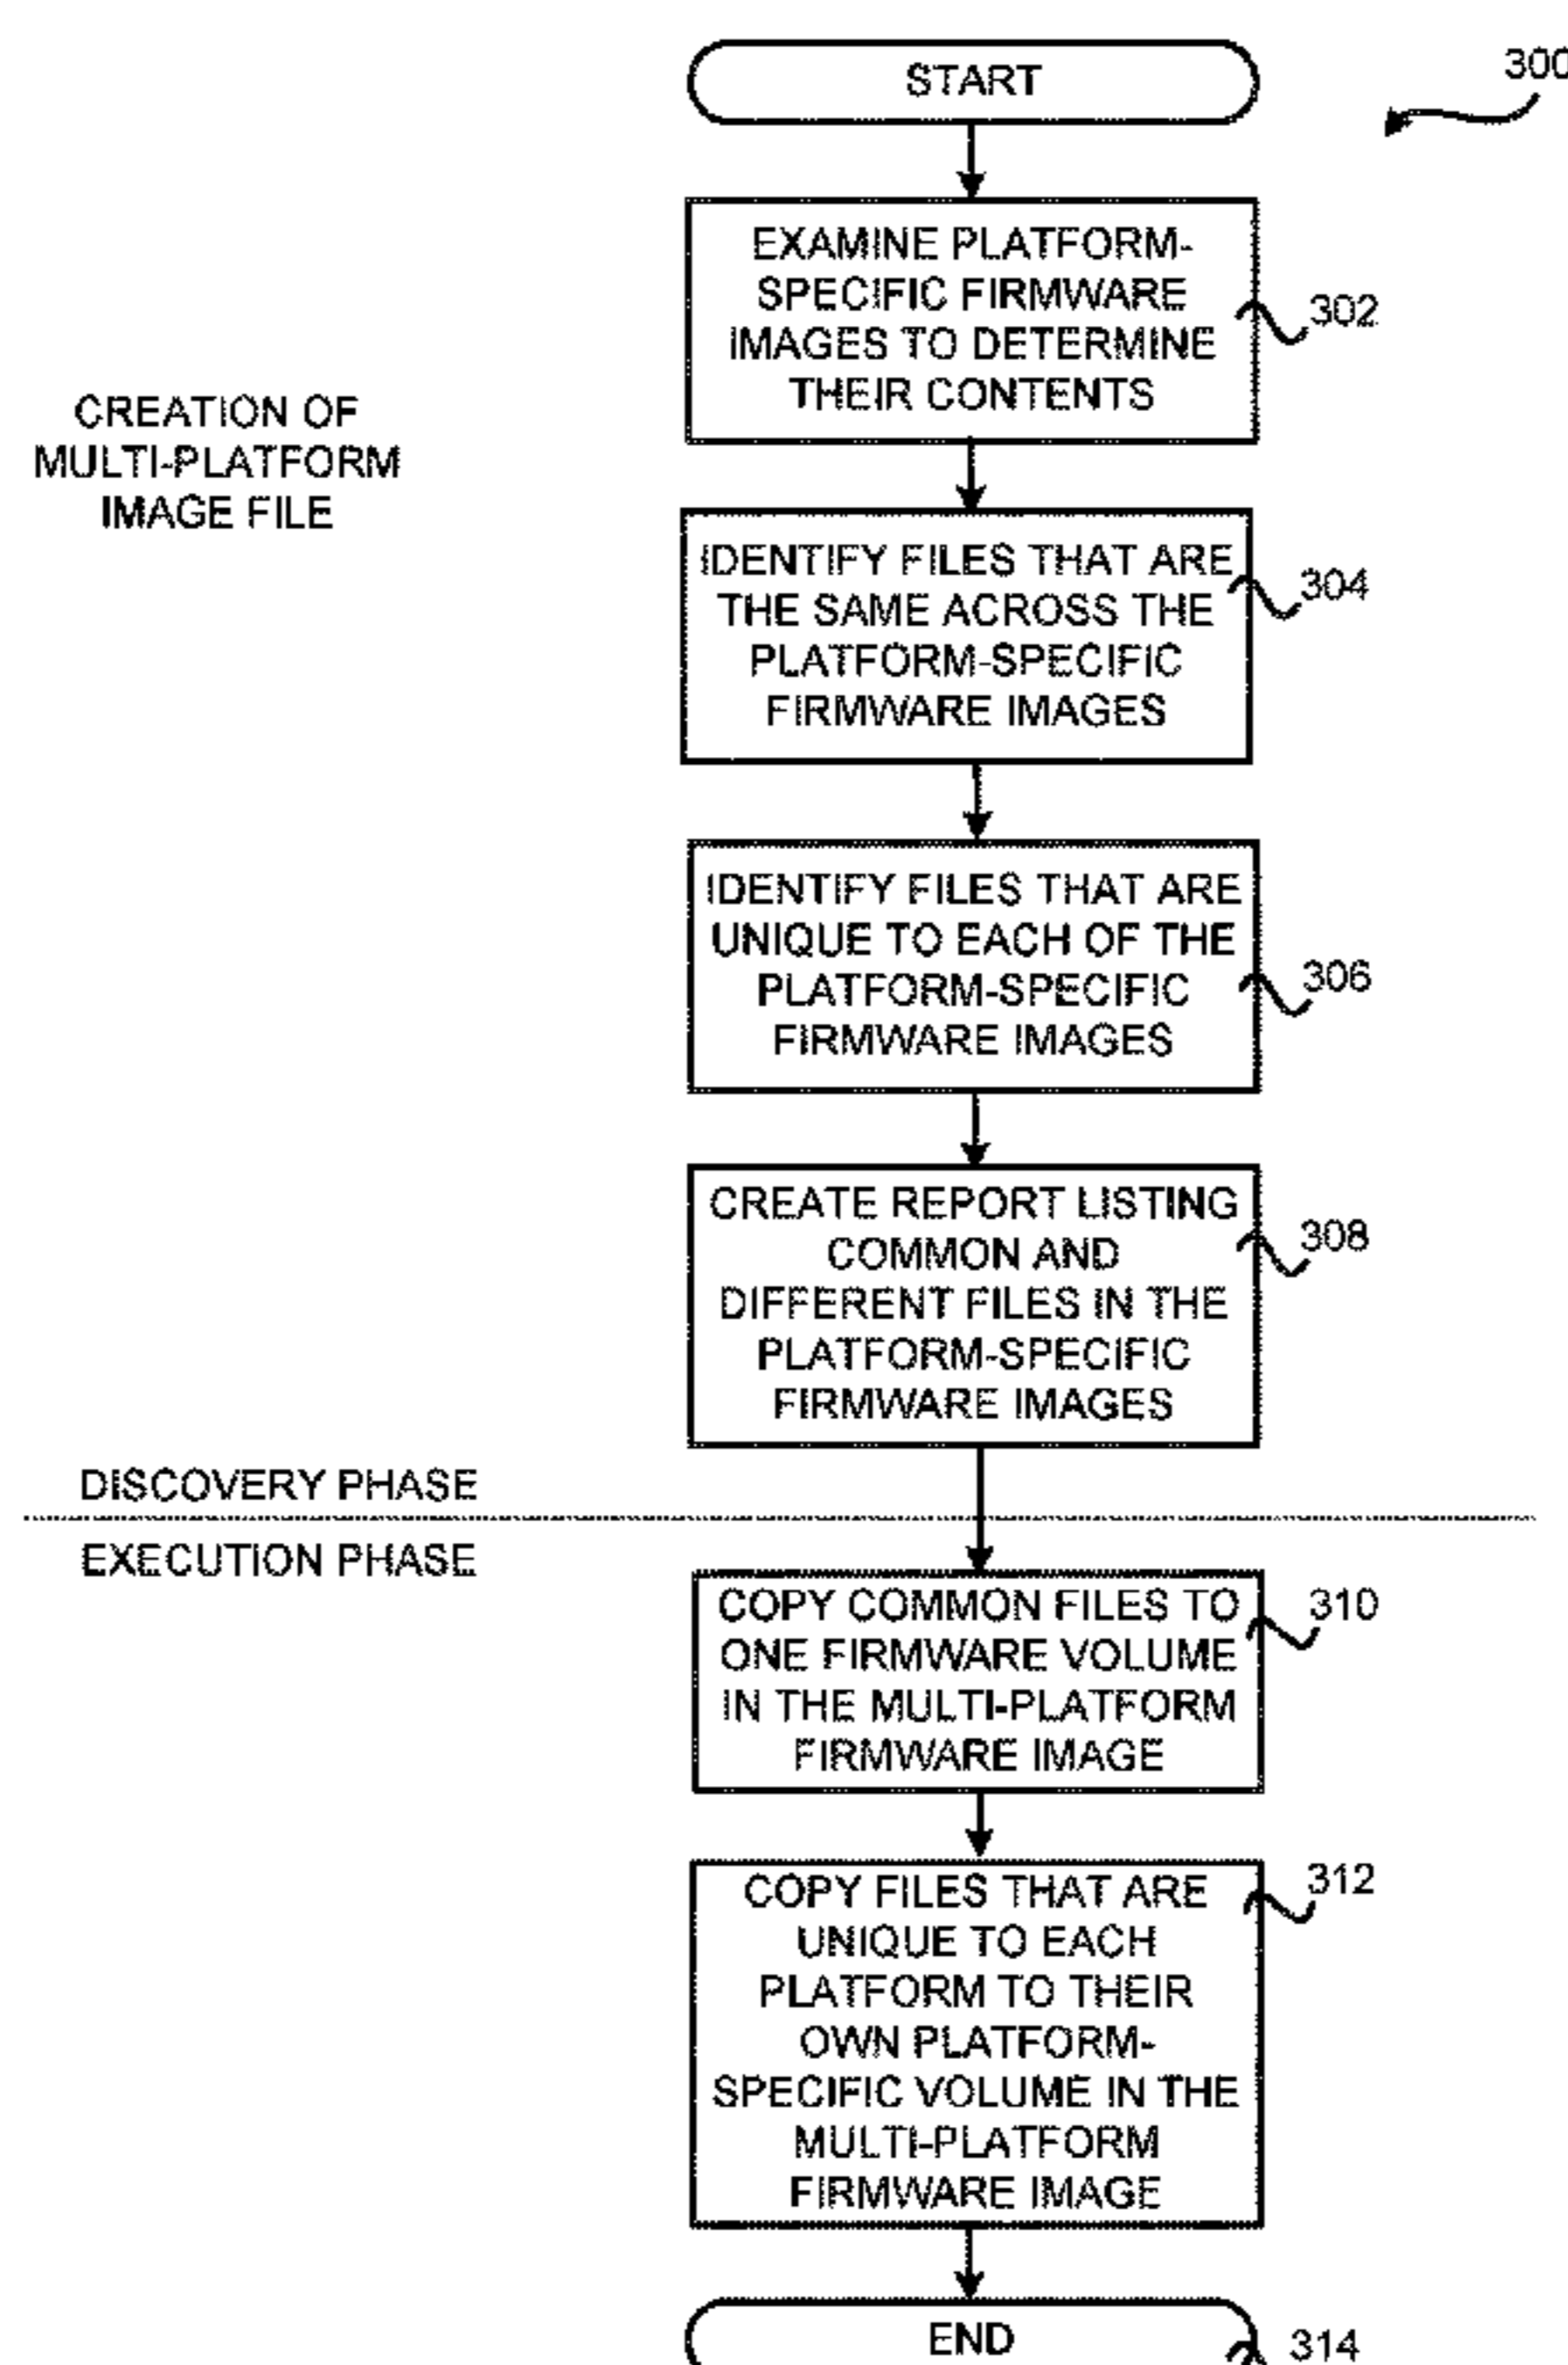 START
300
EXAMINE PLATFORM-
SPECIFIC FIRMWARE
IMAGES TO DETERMINE
THEIR CONTENTS
302
CREATION OF
MULTI-PLATFORM
IMAGE FILE
IDENTIFY FILES THAT ARE
THE SAME ACROSS THE
PLATFORM-SPECIFIC
FIRMWARE IMAGES
304
IDENTIFY FILES THAT ARE
UNIQUE TO EACH OF THE
PLATFORM-SPECIFIC
FIRMWARE IMAGES
306
CREATE REPORT LISTING
COMMON AND
DIFFERENT FILES IN THE
PLATFORM-SPECIFIC
FIRMWARE IMAGES
308
DISCOVERY PHASE
EXECUTION PHASE
COPY COMMON FILES TO
ONE FIRMWARE VOLUME
IN THE MULTI-PLATFORM
FIRMWARE IMAGE
310
COPY FILES THAT ARE
UNIQUE TO EACH
PLATFORM TO THEIR
OWN PLATFORM-
SPECIFIC VOLUME IN THE
MULTI-PLATFORM
FIRMWARE IMAGE
312
END
314